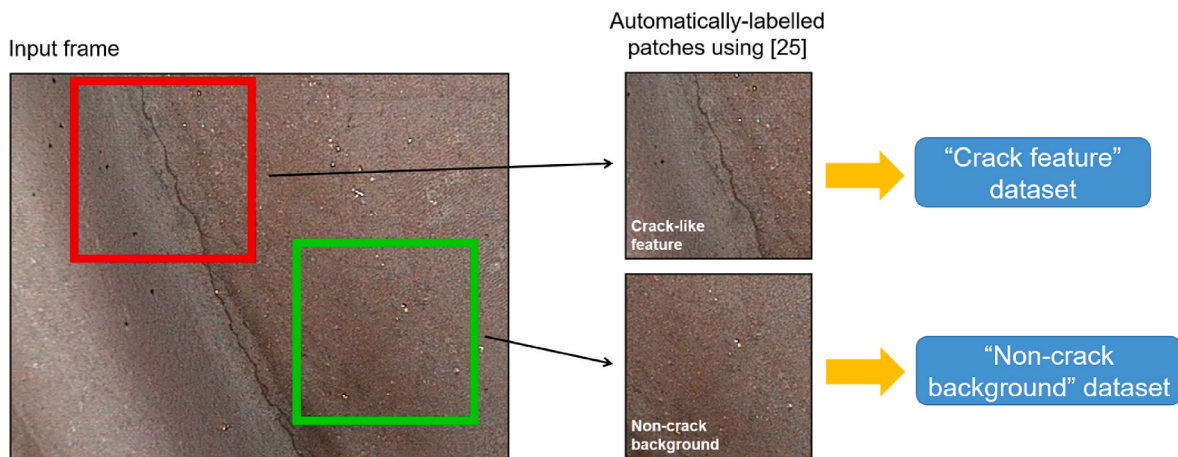 Input frame
Automatically-labelled
patches using [25]
Crack-like
feature
“Crack feature”
dataset
Non-crack
background
“Non-crack
background” dataset